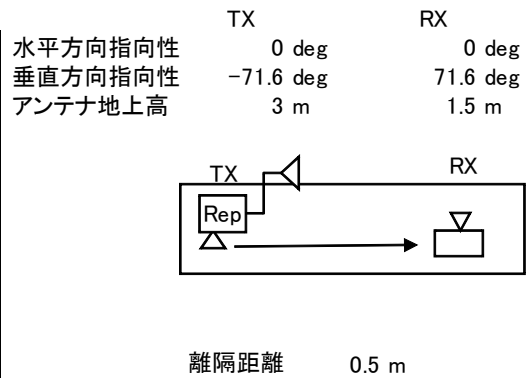 TX RX
水平方向指向性 0 deg 0 deg
垂直方向指向性 -71.6 deg 71.6 deg
アンテナ地上高 3 m 1.5 m
TX RX
Rep
離隔距離 0.5 m